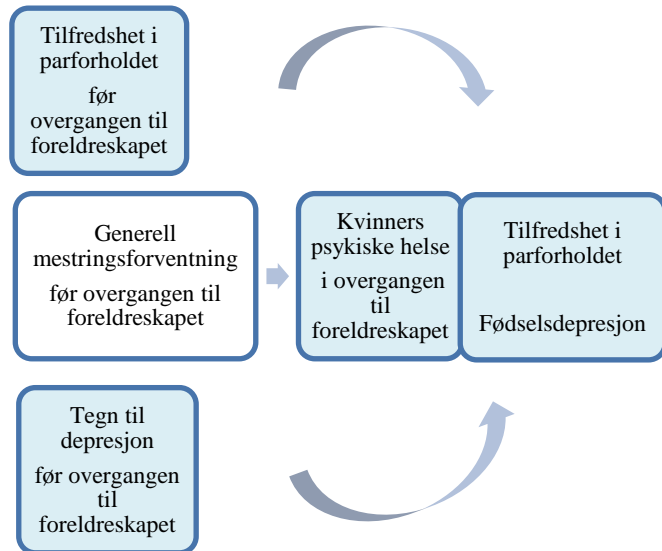 Tilfredshet i
parforholdet
før
overgangen til
foreldreskapet
Generell
mestringsforventning
før overgangen til
foreldreskapet
Kvinners
psykiske helse
i overgangen
til
foreldreskapet
Tilfredshet i
parforholdet
Fødselsdepresjon
Tegn til
depresjon
før overgangen
til
foreldreskapet